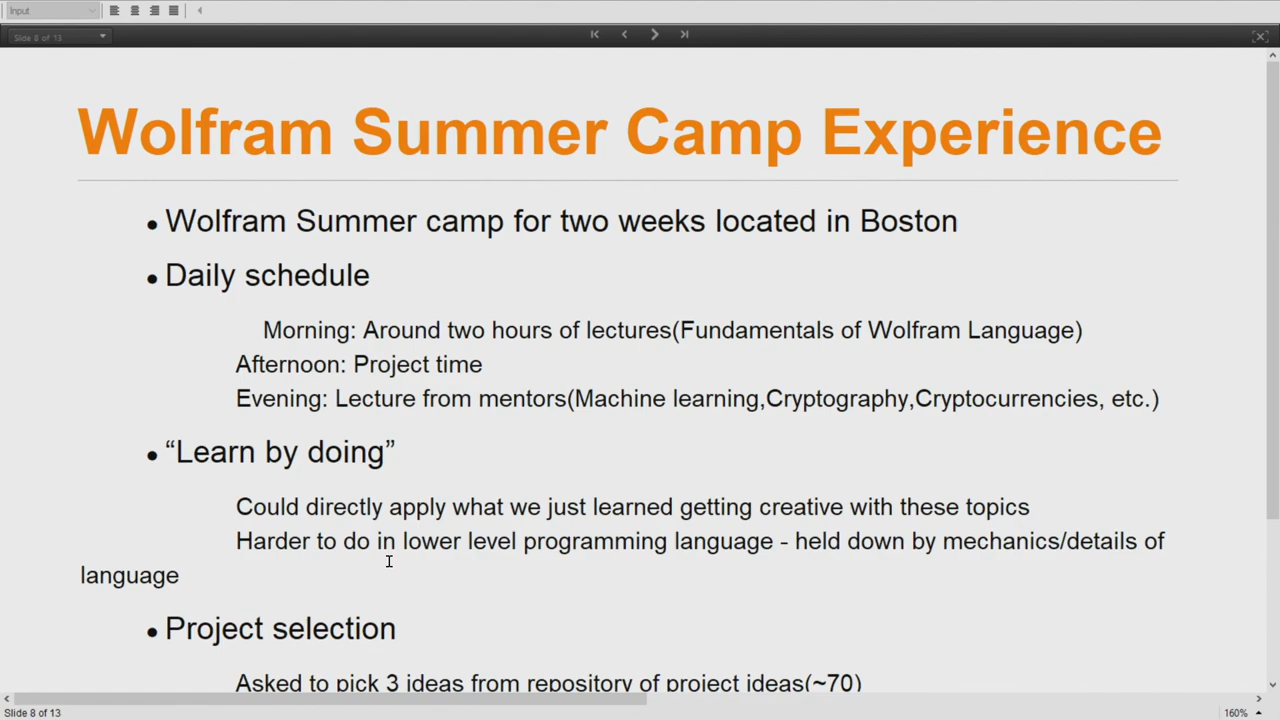 Input
Slide 8 of 13
Wolfram Summer Camp Experience
• Wolfram Summer camp for two weeks located in Boston
• Daily schedule
Morning: Around two hours of lectures(Fundamentals of Wolfram Language)
Afternoon: Project time
Evening: Lecture from mentors(Machine learning,Cryptography,Cryptocurrencies, etc.)
• “Learn by doing”
Could directly apply what we just learned getting creative with these topics
Harder to do in lower level programming language - held down by mechanics/details of
language
• Project selection
Asked to pick 3 ideas from repository of project ideas(~70)
Slide 8 of 13 160%